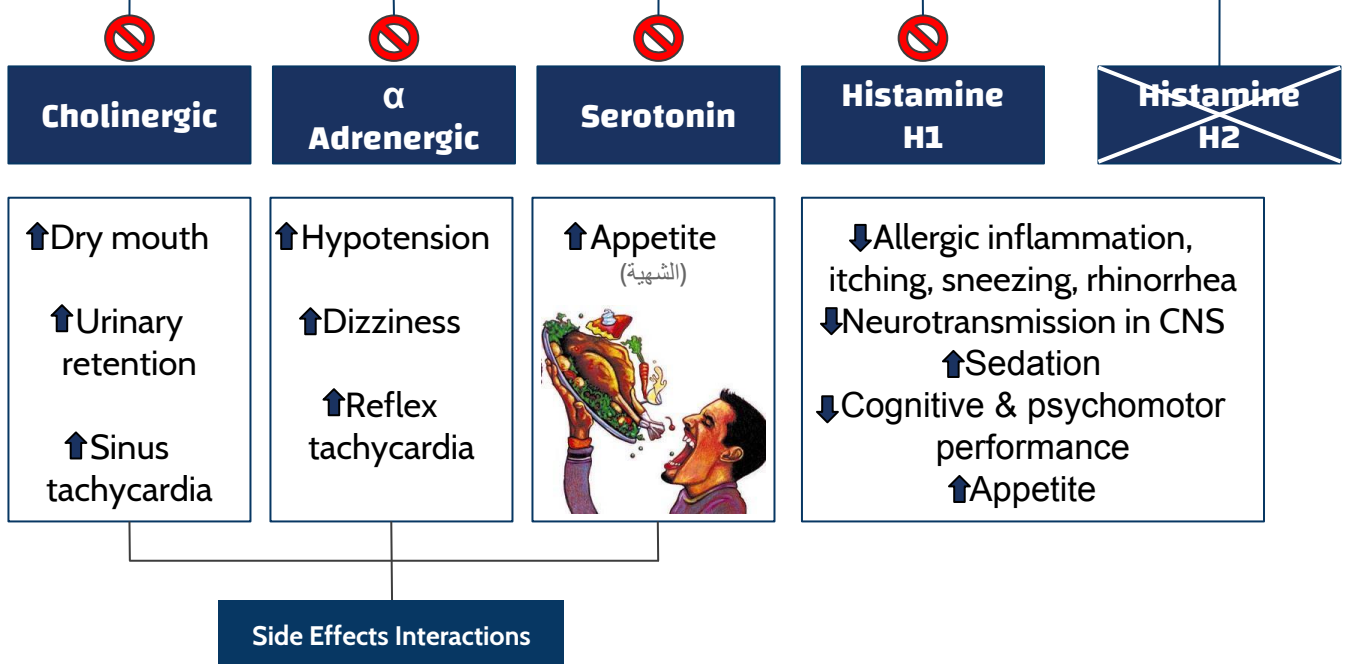 Cholinergic
α
Adrenergic
Serotonin
Histamine
H1
Histamine
H2
⬆Dry mouth
⬆Urinary
retention
⬆Sinus
tachycardia
⬆Hypotension
⬆Dizziness
⬆Reflex
tachycardia
⬆Appetite
(الشهية)
⬇Allergic inflammation,
itching, sneezing, rhinorrhea
⬇Neurotransmission in CNS
⬆Sedation
⬇Cognitive & psychomotor
performance
⬆Appetite
Side Effects Interactions